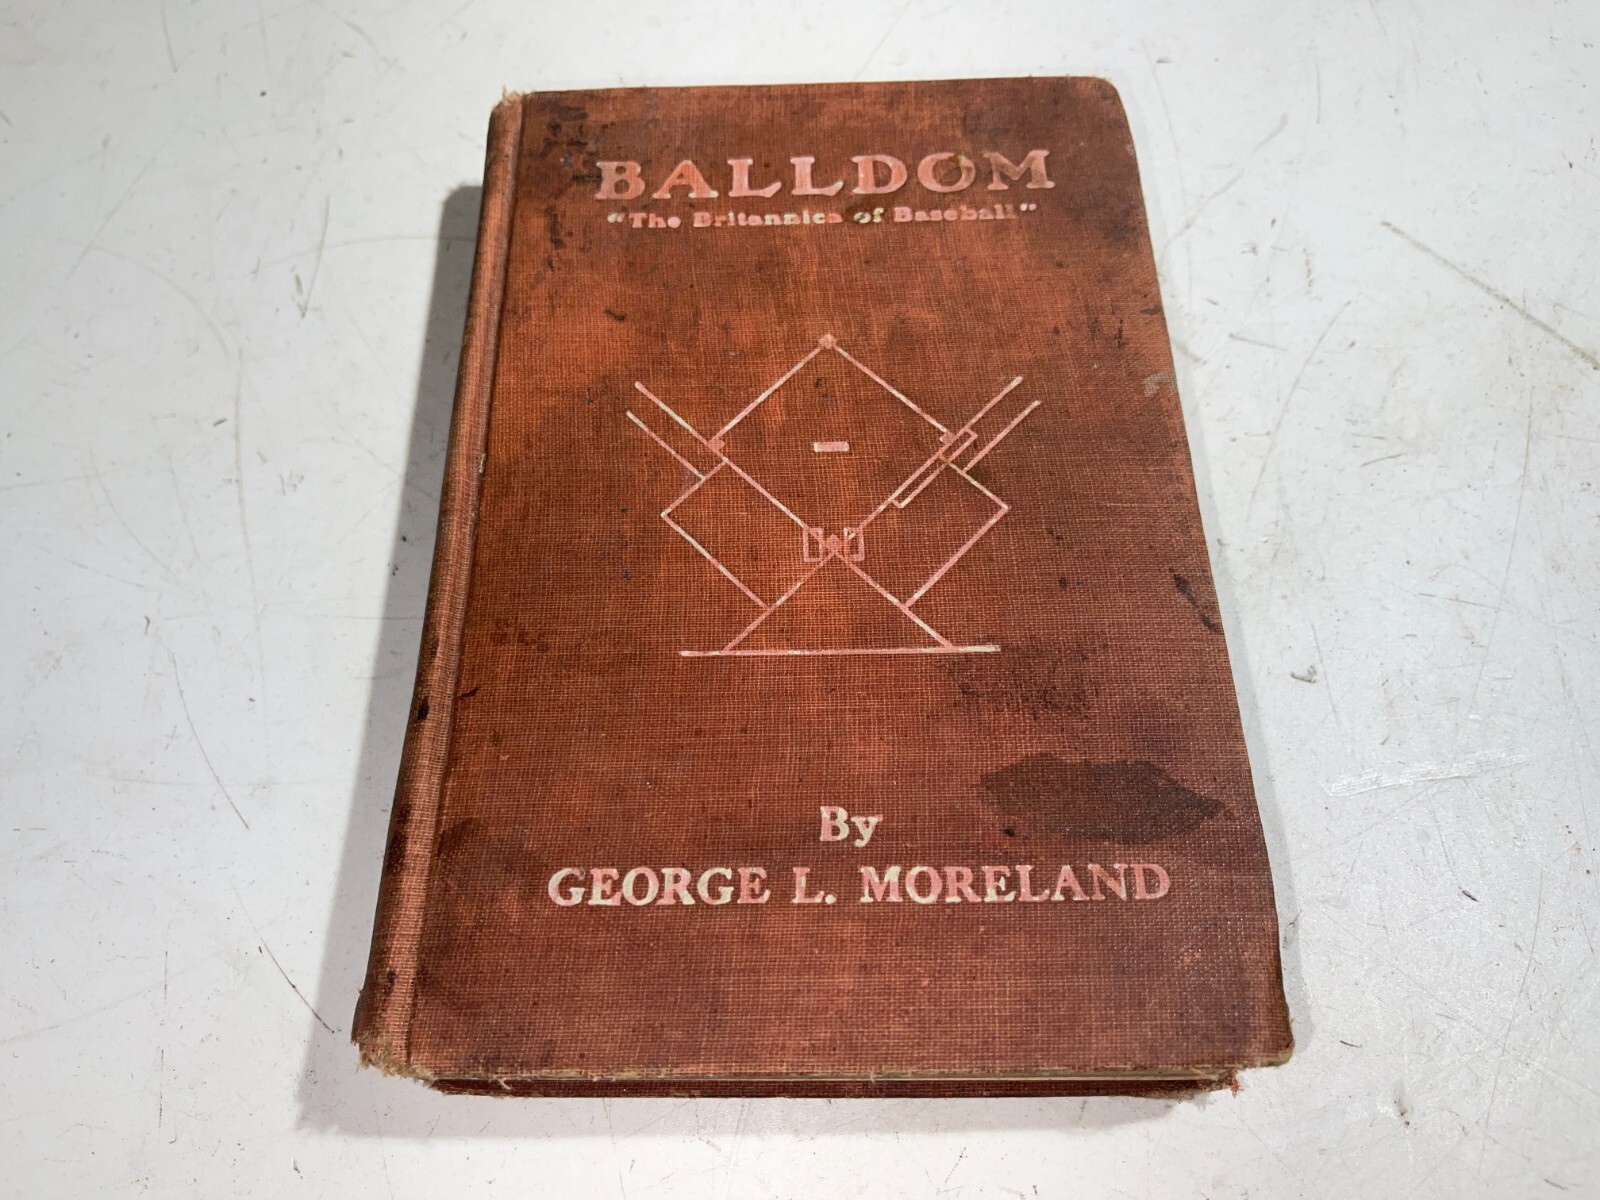 BALLDOM
"The Britannica of Baseball"
By
GEORGE L. MORELAND